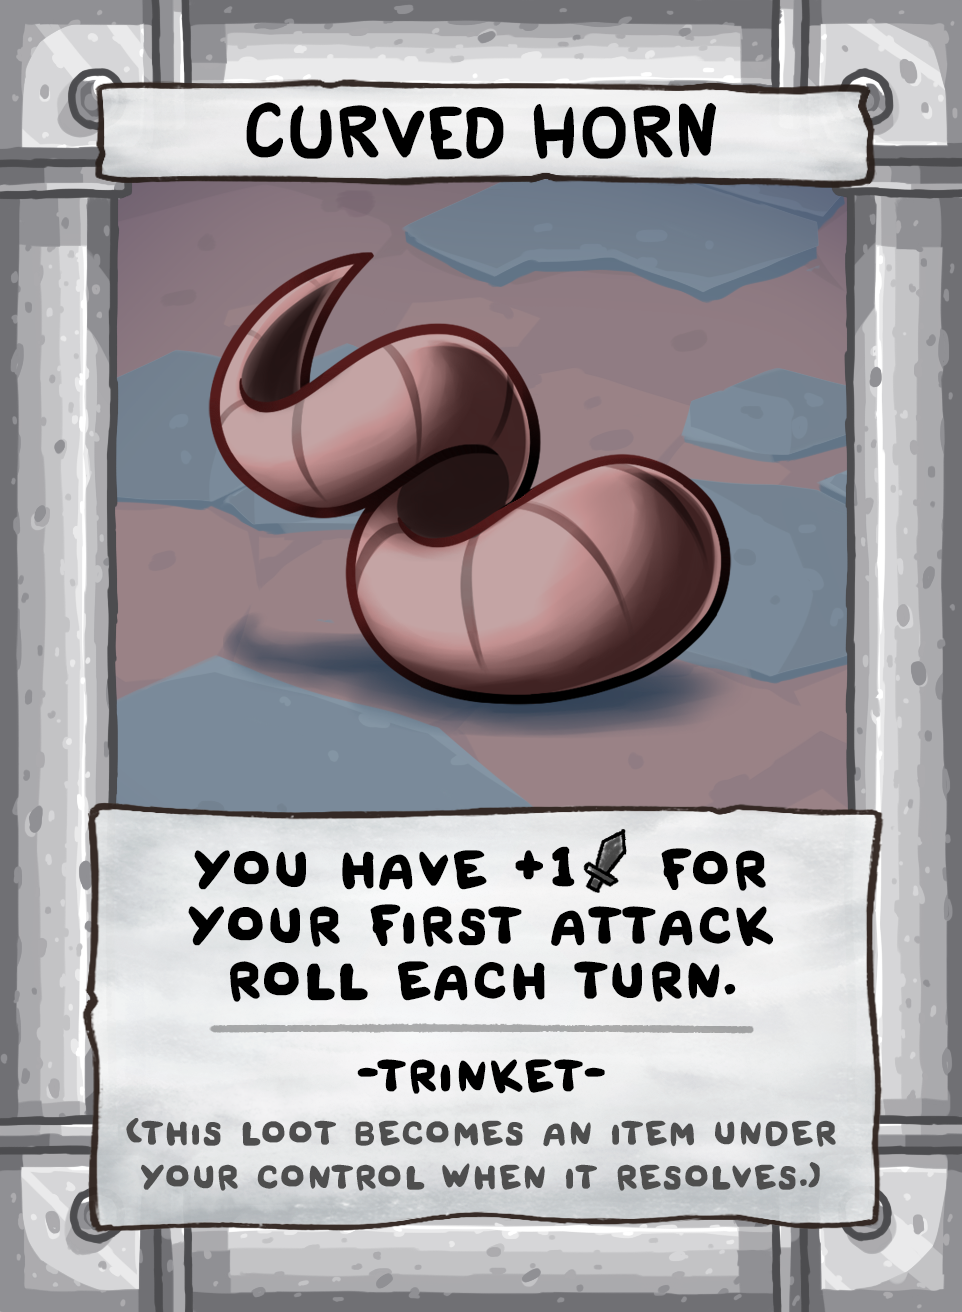 CURVED HORN
YOU HAVE +1 FOR
YOUR FIRST ATTACK
ROLL EACH TURN.
-TRINKET-
(THIS LOOT BECOMES AN ITEM UNDER
YOUR CONTROL WHEN IT RESOLVES.)